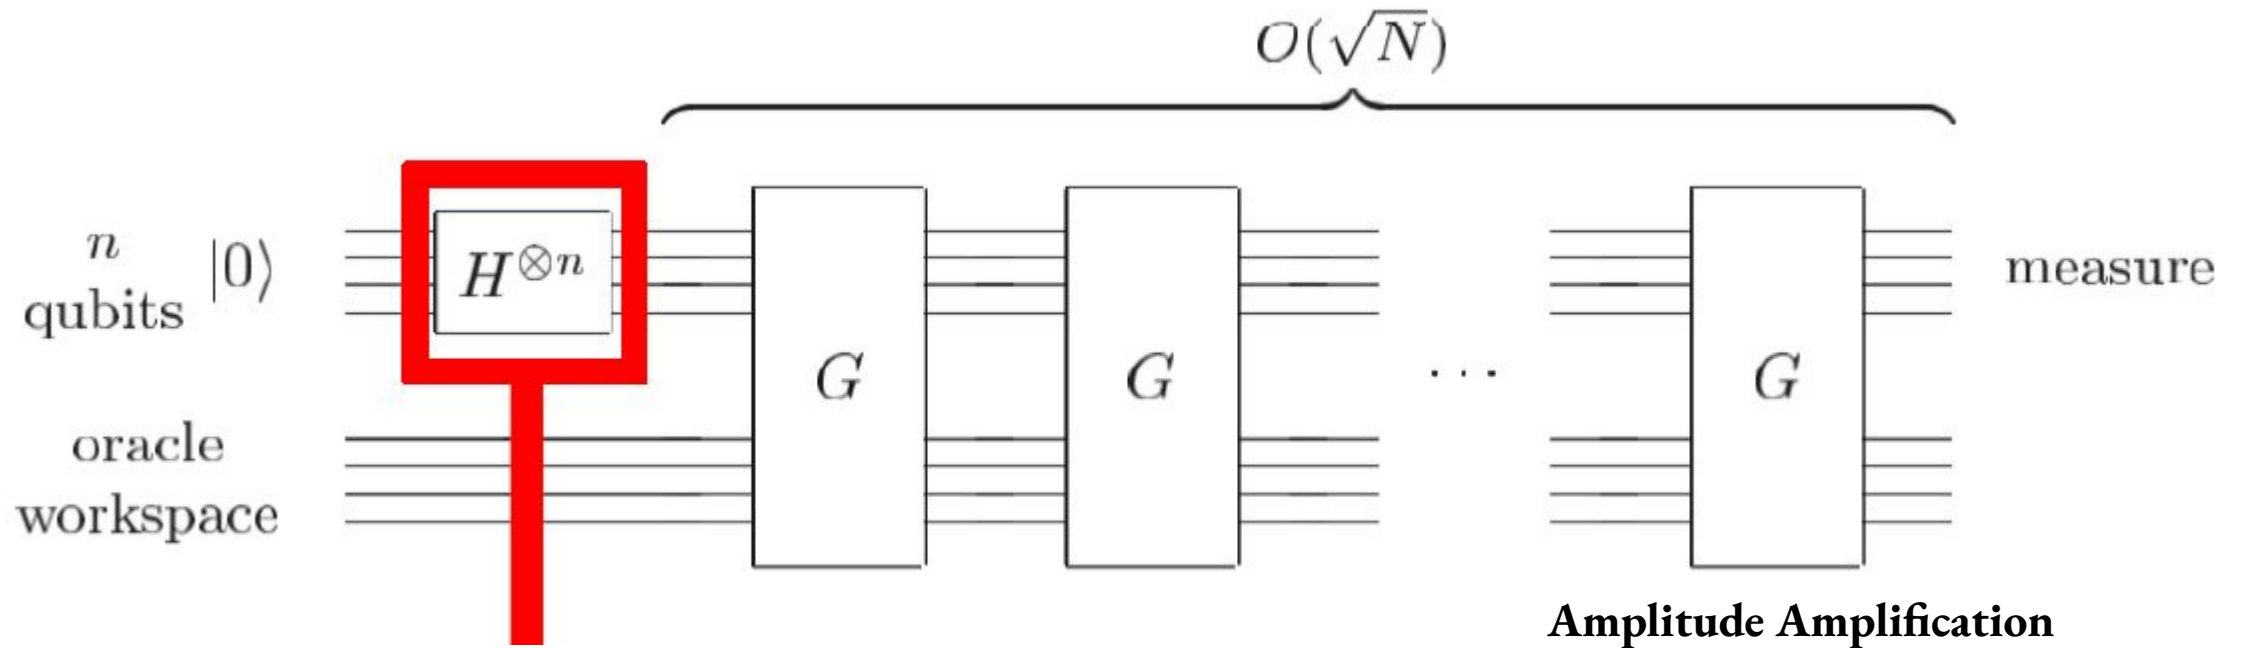 O(√N)
n
qubits
|0⟩
H⊗n
G
G
. . .
G
measure
oracle
workspace
Amplitude Amplification